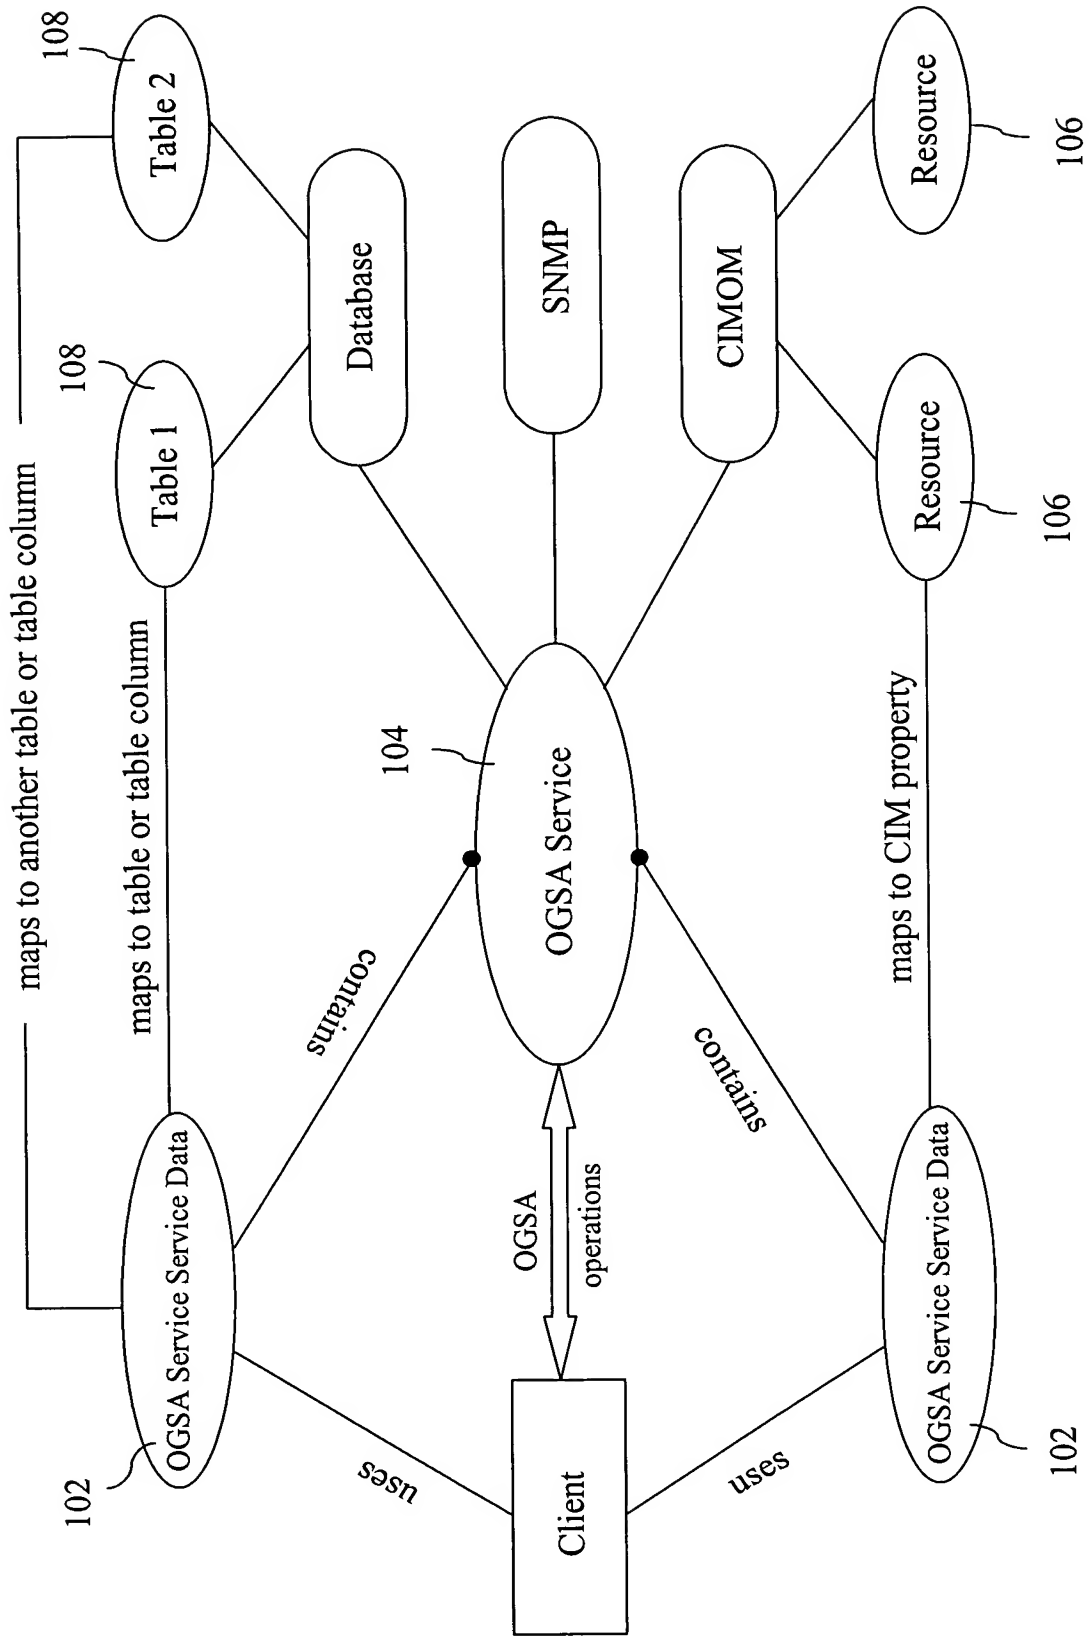 maps to another table or table column
108
108
Table 1
Table 2
maps to table or table column
102
OGSA Service Service Data
Database
contains
uses
104
SNMP
OGSA Service
OGSA
operations
Client
CIMOM
contains
uses
maps to CIM property
OGSA Service Service Data
102
Resource
106
Resource
106